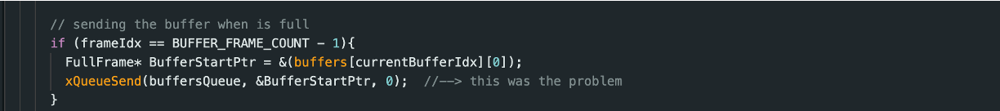 // sending the buffer when is full
if (frameIdx == BUFFER_FRAME_COUNT - 1){
FullFrame* BufferStartPtr = &(buffers[currentBufferIdx][0]);
xQueueSend(buffersQueue, &BufferStartPtr, 0);  //--> this was the problem
}